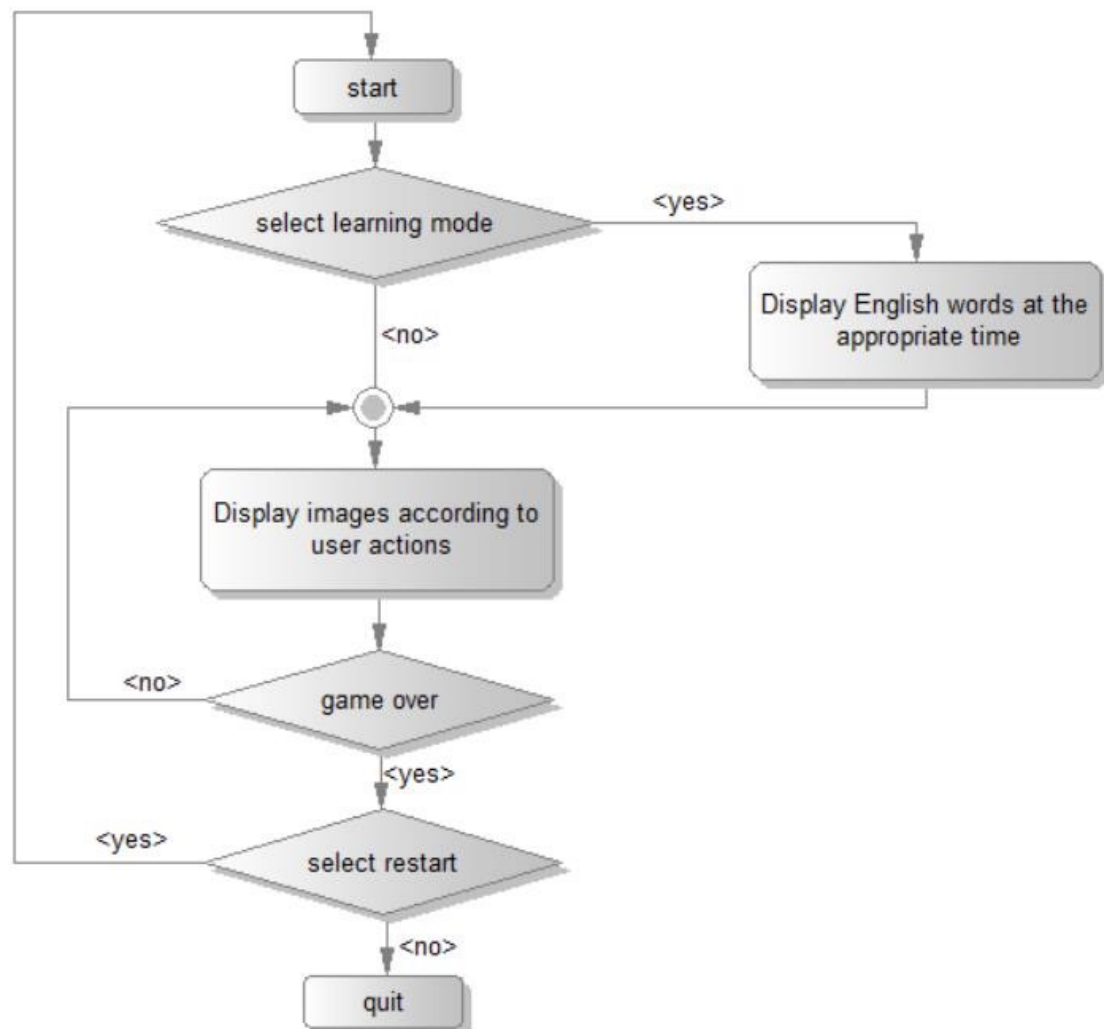 start
select learning mode
<yes>
Display English words at the
appropriate time
<no>
Display images according to
user actions
<no>
game over
<yes>
<yes>
select restart
<no>
quit